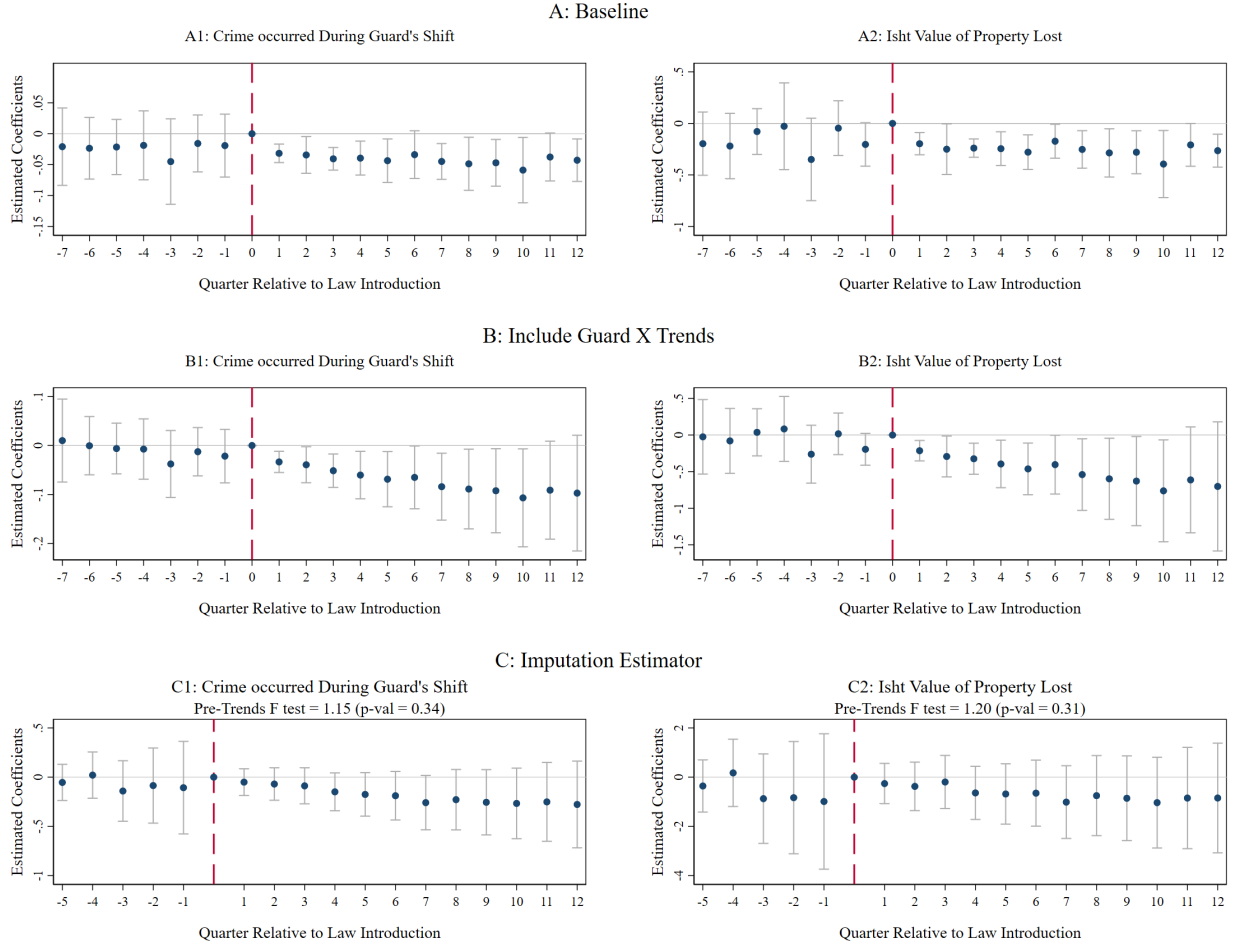 A: Baseline
A1: Crime occurred During Guard's Shift
Estimated Coefficients
.05
0
-.05
-.1
-.15
-7 -6 -5 -4 -3 -2 -1 0 1 2 3 4 5 6 7 8 9 10 11 12
Quarter Relative to Law Introduction
A2: Isht Value of Property Lost
Estimated Coefficients
.5
0
-.5
-1
-7 -6 -5 -4 -3 -2 -1 0 1 2 3 4 5 6 7 8 9 10 11 12
Quarter Relative to Law Introduction
B: Include Guard X Trends
B1: Crime occurred During Guard's Shift
Estimated Coefficients
.1
0
-.1
-.2
-7 -6 -5 -4 -3 -2 -1 0 1 2 3 4 5 6 7 8 9 10 11 12
Quarter Relative to Law Introduction
B2: Isht Value of Property Lost
Estimated Coefficients
.5
0
-.5
-1
-1.5
-7 -6 -5 -4 -3 -2 -1 0 1 2 3 4 5 6 7 8 9 10 11 12
Quarter Relative to Law Introduction
C: Imputation Estimator
C1: Crime occurred During Guard's Shift
Pre-Trends F test = 1.15 (p-val = 0.34)
Estimated Coefficients
.5
0
-.5
-1
-5 -4 -3 -2 -1 1 2 3 4 5 6 7 8 9 10 11 12
Quarter Relative to Law Introduction
C2: Isht Value of Property Lost
Pre-Trends F test = 1.20 (p-val = 0.31)
Estimated Coefficients
2
0
-2
-4
-5 -4 -3 -2 -1 1 2 3 4 5 6 7 8 9 10 11 12
Quarter Relative to Law Introduction